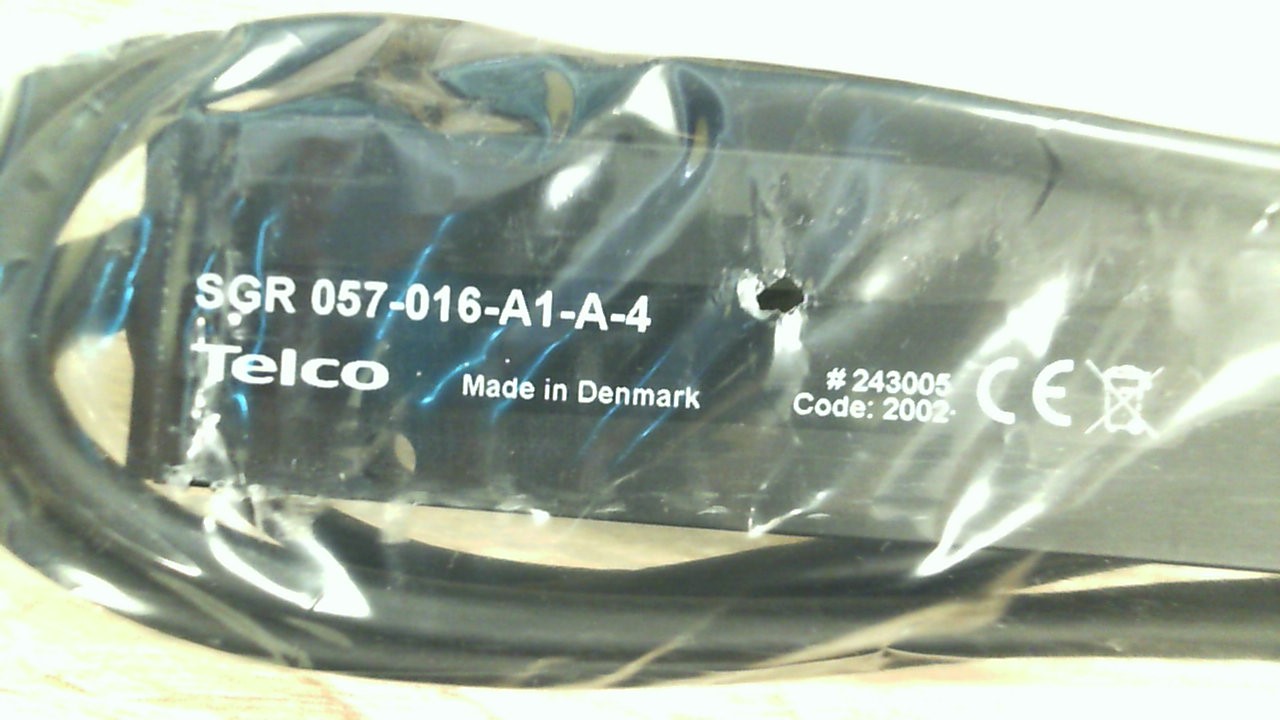 SGR 057-016-A1-A-4
Telco
Made in Denmark
# 243005
Code: 2002
CE